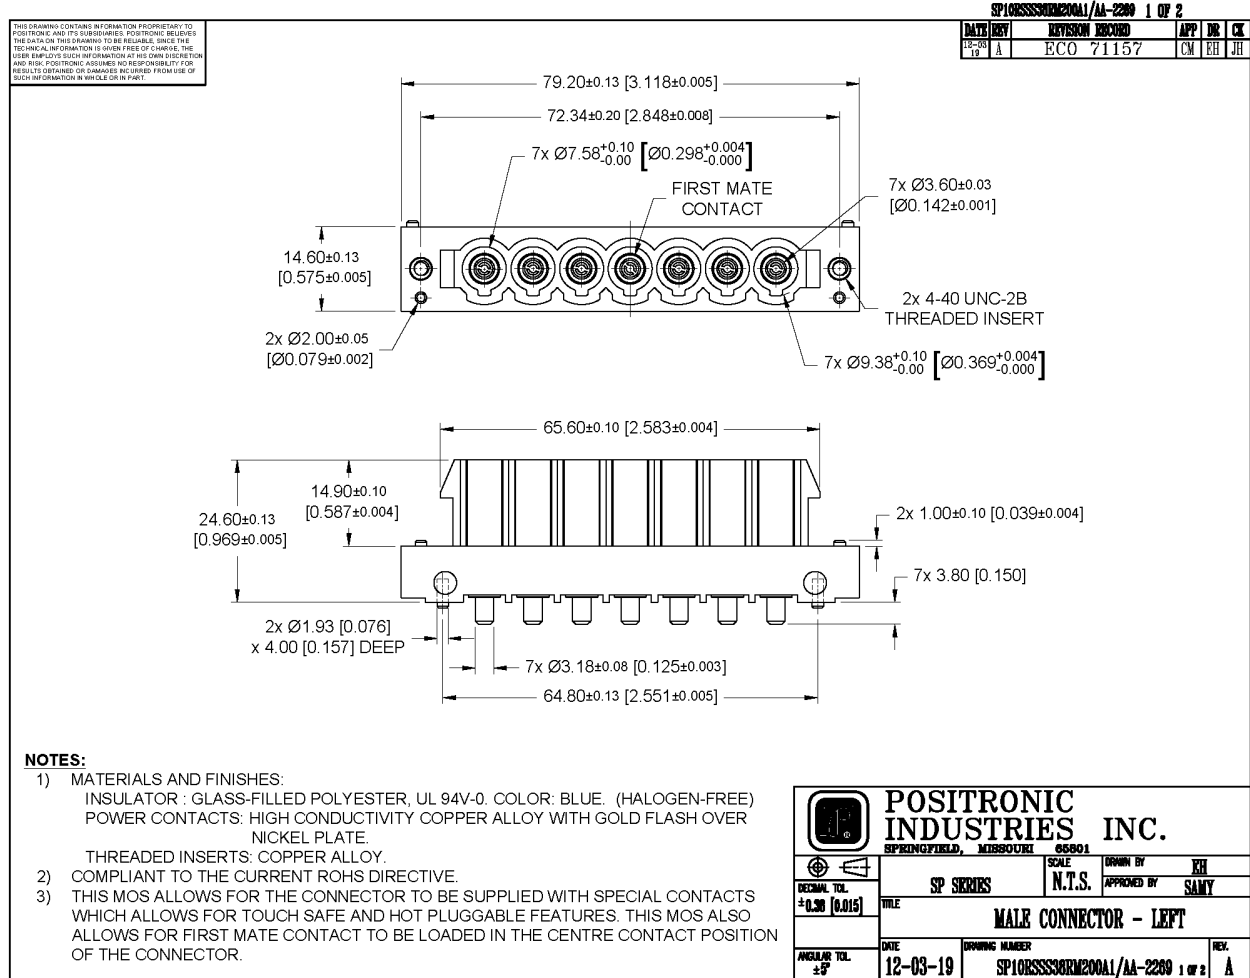 SP10RSSS36RM200A1/AA-2269 1 OF 2
THIS DRAWING CONTAINS INFORMATION PROPRIETARY TO
POSITRONIC AND IT'S SUBSIDIARIES. POSITRONIC BELIEVES
THE DATA ON THIS DRAWING TO BE RELIABLE, SINCE THE
TECHNICAL INFORMATION IS GIVEN FREE OF CHARGE, THE
USER EMPLOYS SUCH INFORMATION AT HIS OWN DISCRETION
AND RISK. POSITRONIC ASSUMES NO RESPONSIBILITY FOR
RESULTS OBTAINED OR DAMAGES INCURRED FROM USE OF
SUCH INFORMATION IN WHOLE OR IN PART.
DATE REV REVISION RECORD APP DR CK
12-03-19 A ECO 71157 CM EH JH
79.20±0.13 [3.118±0.005]
72.34±0.20 [2.848±0.008]
7x Ø7.58+0.10 -0.00 [Ø0.298+0.004 -0.000]
FIRST MATE
CONTACT
7x Ø3.60±0.03
[Ø0.142±0.001]
14.60±0.13
[0.575±0.005]
2x 4-40 UNC-2B
THREADED INSERT
2x Ø2.00±0.05
[Ø0.079±0.002]
7x Ø9.38+0.10 -0.00 [Ø0.369+0.004 -0.000]
65.60±0.10 [2.583±0.004]
14.90±0.10
[0.587±0.004]
24.60±0.13
[0.969±0.005]
2x 1.00±0.10 [0.039±0.004]
7x 3.80 [0.150]
2x Ø1.93 [0.076]
x 4.00 [0.157] DEEP
7x Ø3.18±0.08 [0.125±0.003]
64.80±0.13 [2.551±0.005]
NOTES:
1) MATERIALS AND FINISHES:
INSULATOR : GLASS-FILLED POLYESTER, UL 94V-0. COLOR: BLUE. (HALOGEN-FREE)
POWER CONTACTS: HIGH CONDUCTIVITY COPPER ALLOY WITH GOLD FLASH OVER
NICKEL PLATE.
THREADED INSERTS: COPPER ALLOY.
2) COMPLIANT TO THE CURRENT ROHS DIRECTIVE.
3) THIS MOS ALLOWS FOR THE CONNECTOR TO BE SUPPLIED WITH SPECIAL CONTACTS
WHICH ALLOWS FOR TOUCH SAFE AND HOT PLUGGABLE FEATURES. THIS MOS ALSO
ALLOWS FOR FIRST MATE CONTACT TO BE LOADED IN THE CENTRE CONTACT POSITION
OF THE CONNECTOR.
POSITRONIC
INDUSTRIES INC.
SPRINGFIELD, MISSOURI 65801
SP SERIES
SCALE
N.T.S.
DRAWN BY EH
APPROVED BY SAMY
DECIMAL TOL.
±0.38 [0.015]
TITLE
MALE CONNECTOR - LEFT
ANGULAR TOL.
±5°
DATE
12-03-19
DRAWING NUMBER
SP10RSSS36RM200A1/AA-2269 1 OF 2
REV.
A